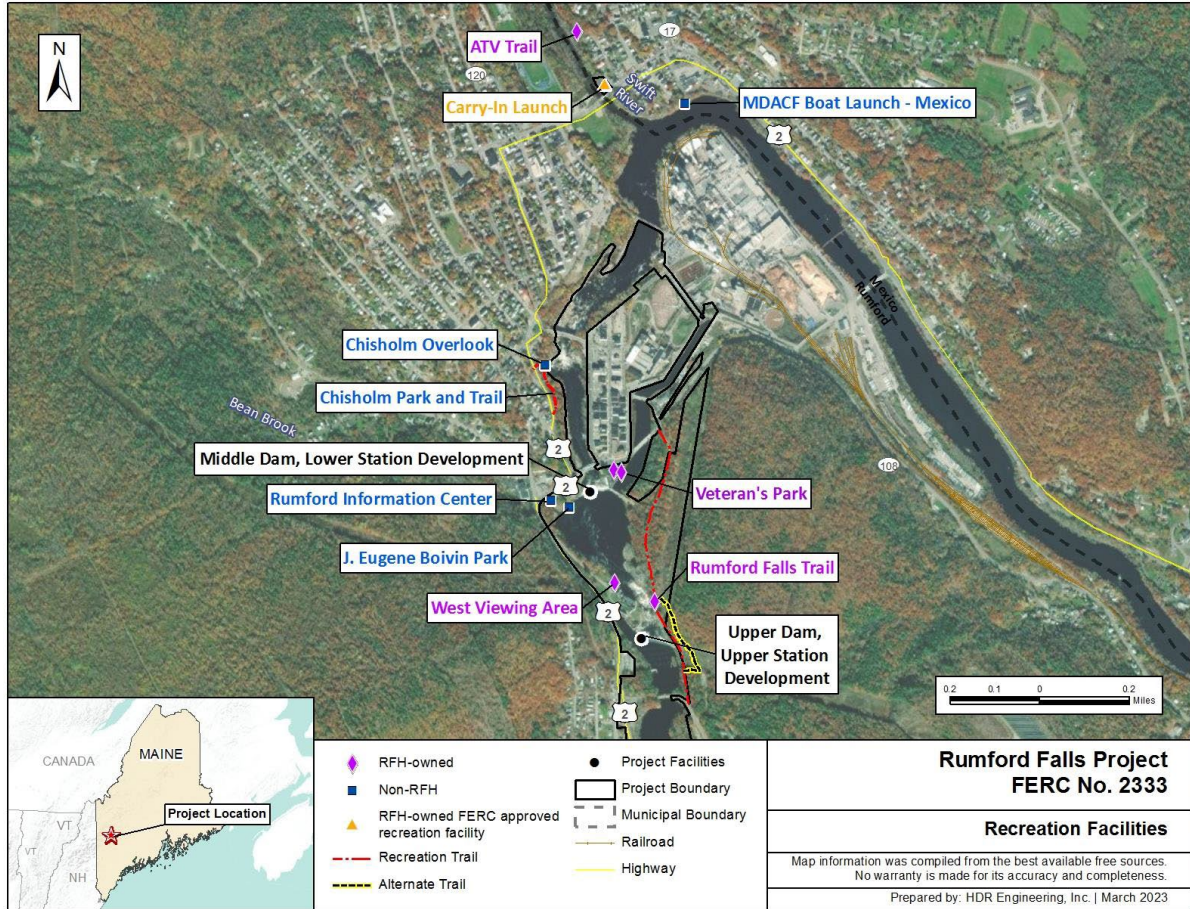 N
ATV Trail
17
120
Swift
River
Carry-In Launch
MDACF Boat Launch - Mexico
2
Mexico
Rumford
Chisholm Overlook
Chisholm Park and Trail
Bean Brook
2
Middle Dam, Lower Station Development
2
108
Rumford Information Center
Veteran's Park
J. Eugene Boivin Park
Rumford Falls Trail
West Viewing Area
2
Upper Dam,
Upper Station
Development
0.2 0.1 0 0.2
Miles
2
CANADA
MAINE
Project Location
VT
VT
NH
RFH-owned
Non-RFH
RFH-owned FERC approved
recreation facility
Recreation Trail
Alternate Trail
Project Facilities
Project Boundary
Municipal Boundary
Railroad
Highway
Rumford Falls Project
FERC No. 2333
Recreation Facilities
Map information was compiled from the best available free sources.
No warranty is made for its accuracy and completeness.
Prepared by: HDR Engineering, Inc. | March 2023